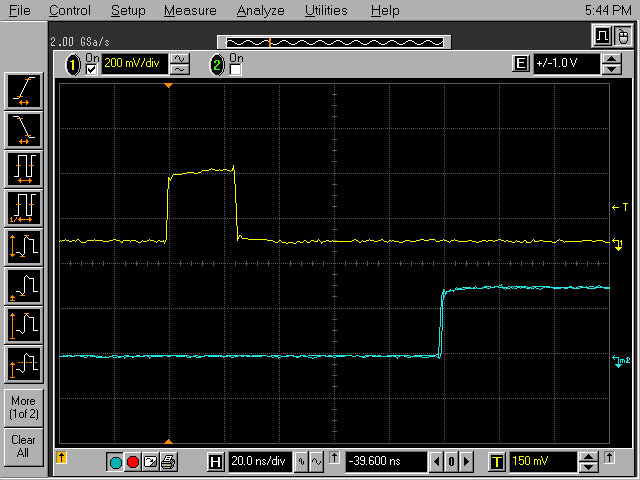 File Control Setup Measure Analyze Utilities Help 5:44 PM
2.00 GSa/s
1 On 200 mV/div 2 On E +/-1.0 V
T
1
m2
1/
More
(1of 2)
Clear
All
H 20.0 ns/div -39.600 ns 0 T 150 mV